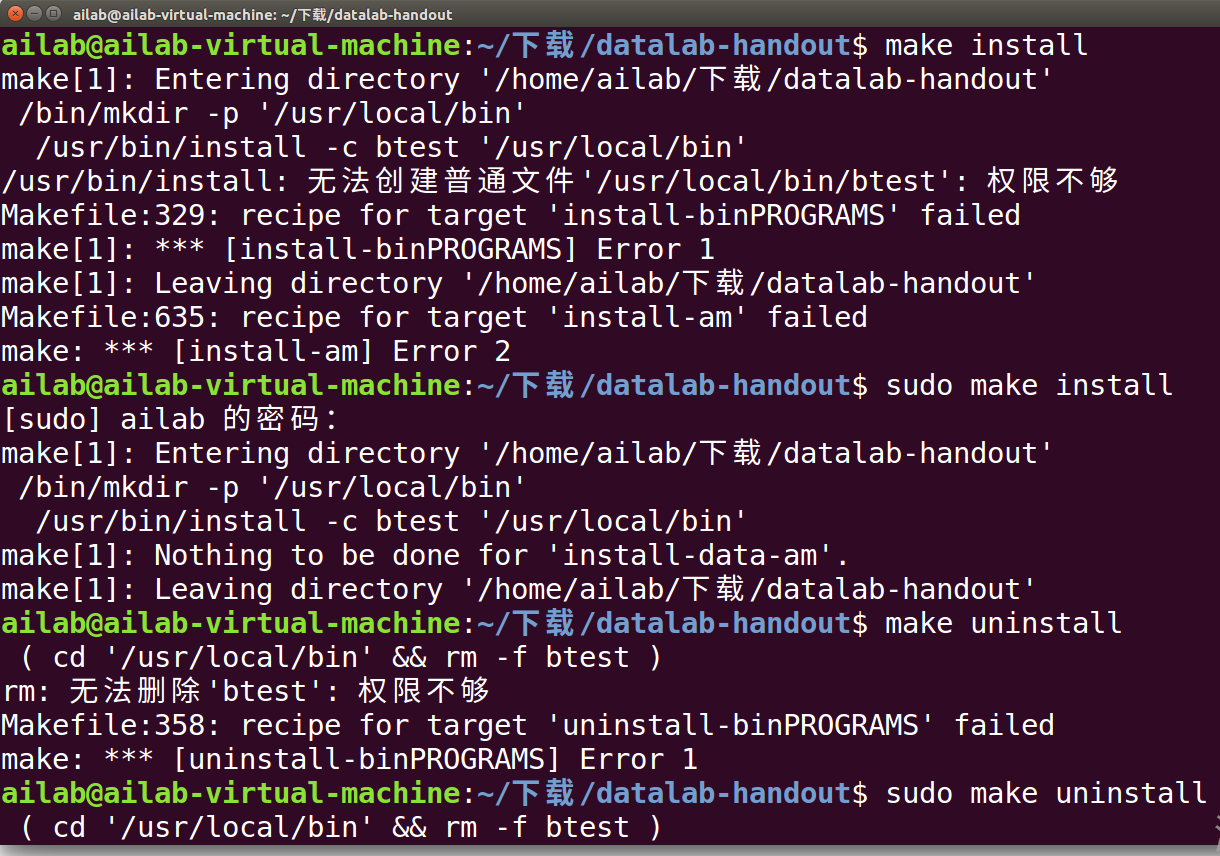 ailab@ailab-virtual-machine: ~/下载/datalab-handout
ailab@ailab-virtual-machine:~/下载/datalab-handout$ make install
make[1]: Entering directory '/home/ailab/下载/datalab-handout'
 /bin/mkdir -p '/usr/local/bin'
  /usr/bin/install -c btest '/usr/local/bin'
/usr/bin/install: 无法创建普通文件'/usr/local/bin/btest': 权限不够
Makefile:329: recipe for target 'install-binPROGRAMS' failed
make[1]: *** [install-binPROGRAMS] Error 1
make[1]: Leaving directory '/home/ailab/下载/datalab-handout'
Makefile:635: recipe for target 'install-am' failed
make: *** [install-am] Error 2
ailab@ailab-virtual-machine:~/下载/datalab-handout$ sudo make install
[sudo] ailab 的密码：
make[1]: Entering directory '/home/ailab/下载/datalab-handout'
 /bin/mkdir -p '/usr/local/bin'
  /usr/bin/install -c btest '/usr/local/bin'
make[1]: Nothing to be done for 'install-data-am'.
make[1]: Leaving directory '/home/ailab/下载/datalab-handout'
ailab@ailab-virtual-machine:~/下载/datalab-handout$ make uninstall
 ( cd '/usr/local/bin' && rm -f btest )
rm: 无法删除'btest': 权限不够
Makefile:358: recipe for target 'uninstall-binPROGRAMS' failed
make: *** [uninstall-binPROGRAMS] Error 1
ailab@ailab-virtual-machine:~/下载/datalab-handout$ sudo make uninstall
 ( cd '/usr/local/bin' && rm -f btest )